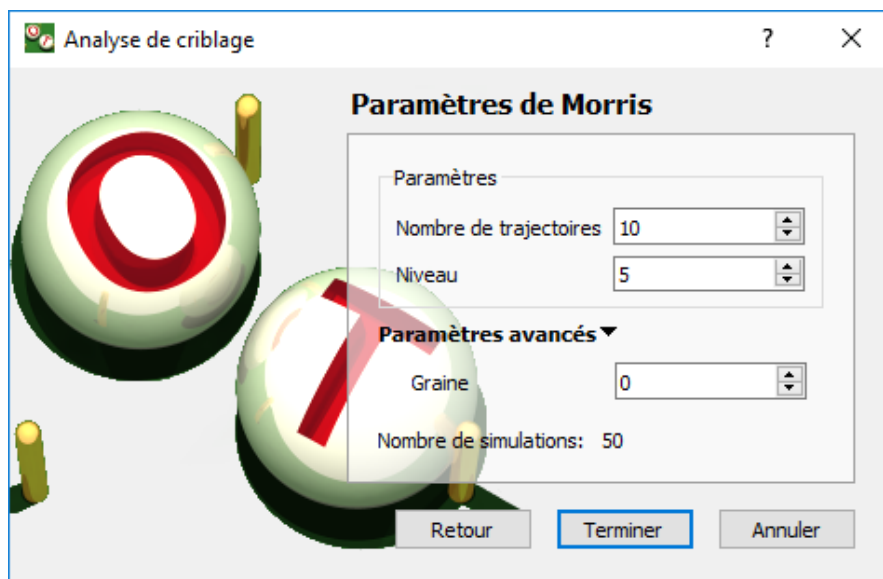 Analyse de criblage
?
Paramètres de Morris
Paramètres
Nombre de trajectoires 10
Niveau 5
Paramètres avancés
Graine 0
Nombre de simulations: 50
O
T
Retour Terminer Annuler